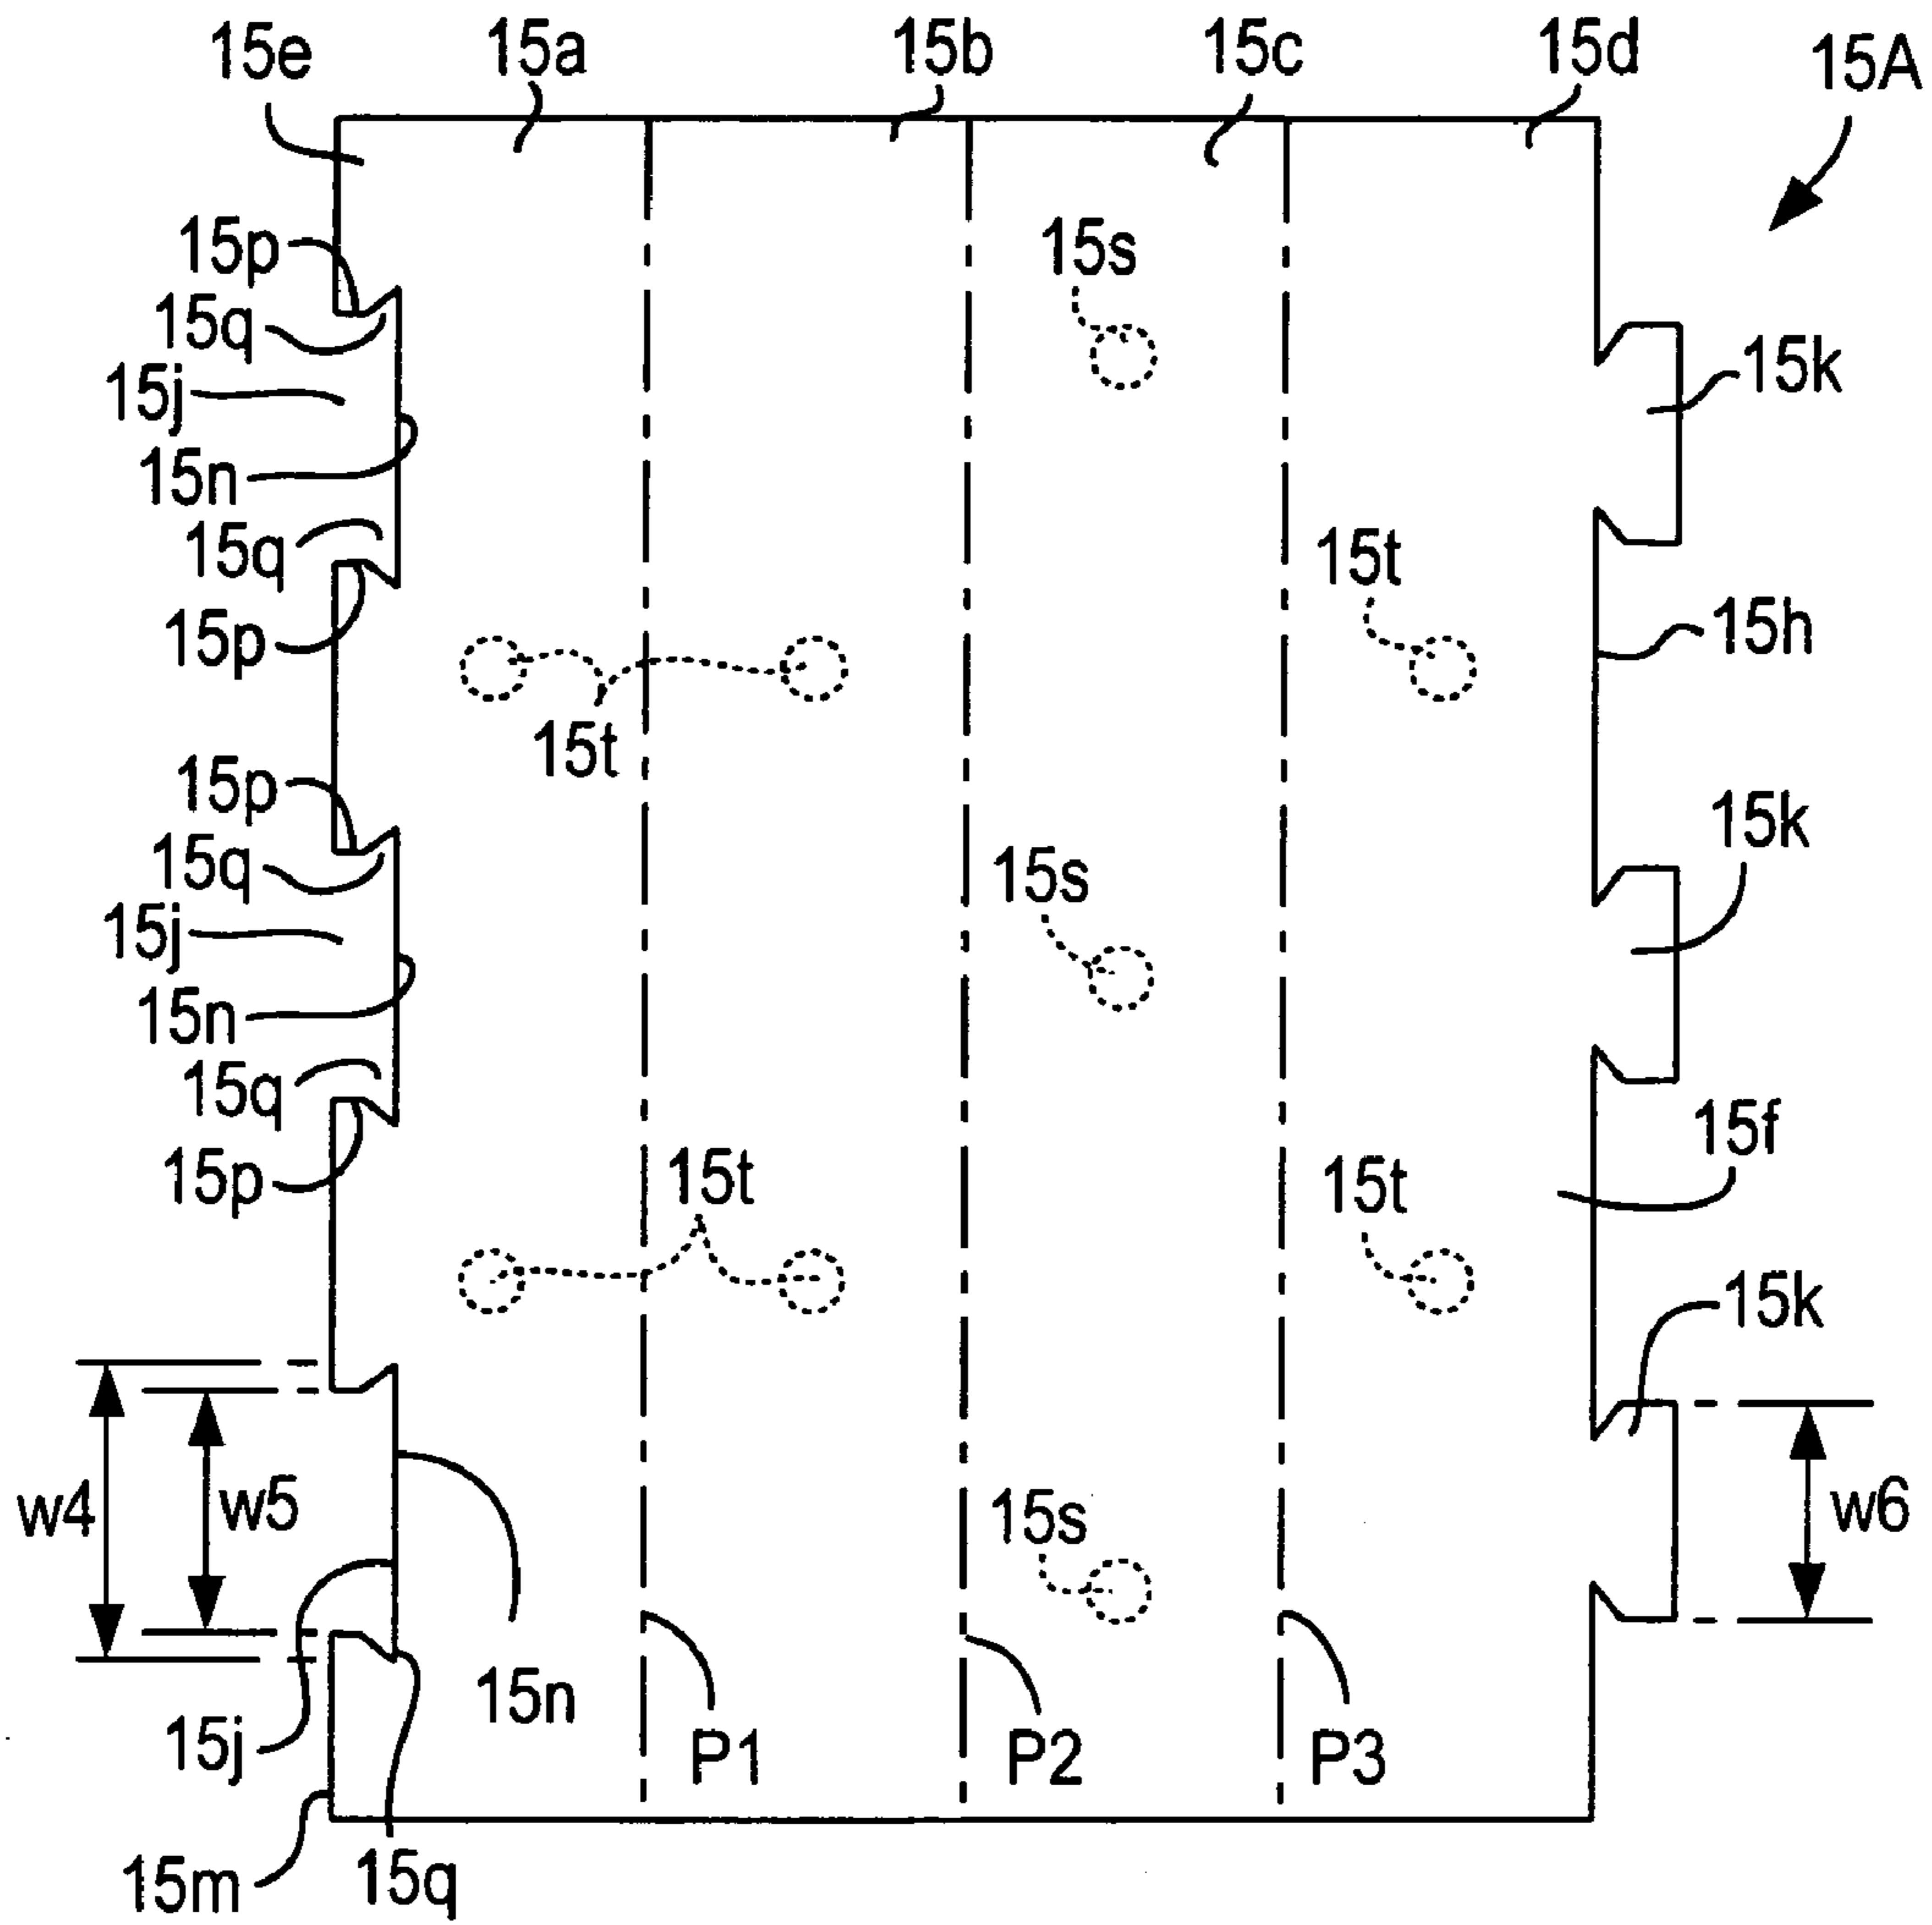 15e 15a 15b 15c 15d 15A
15p 15s
15q
15j 15k
15n
15q 15t
15p 15h
15t
15p
15q 15s 15k
15j
15n
15q
15p 15t 15t 15f
15k
w4 w5 15s w6
15j 15n P1 P2 P3
15m 15q